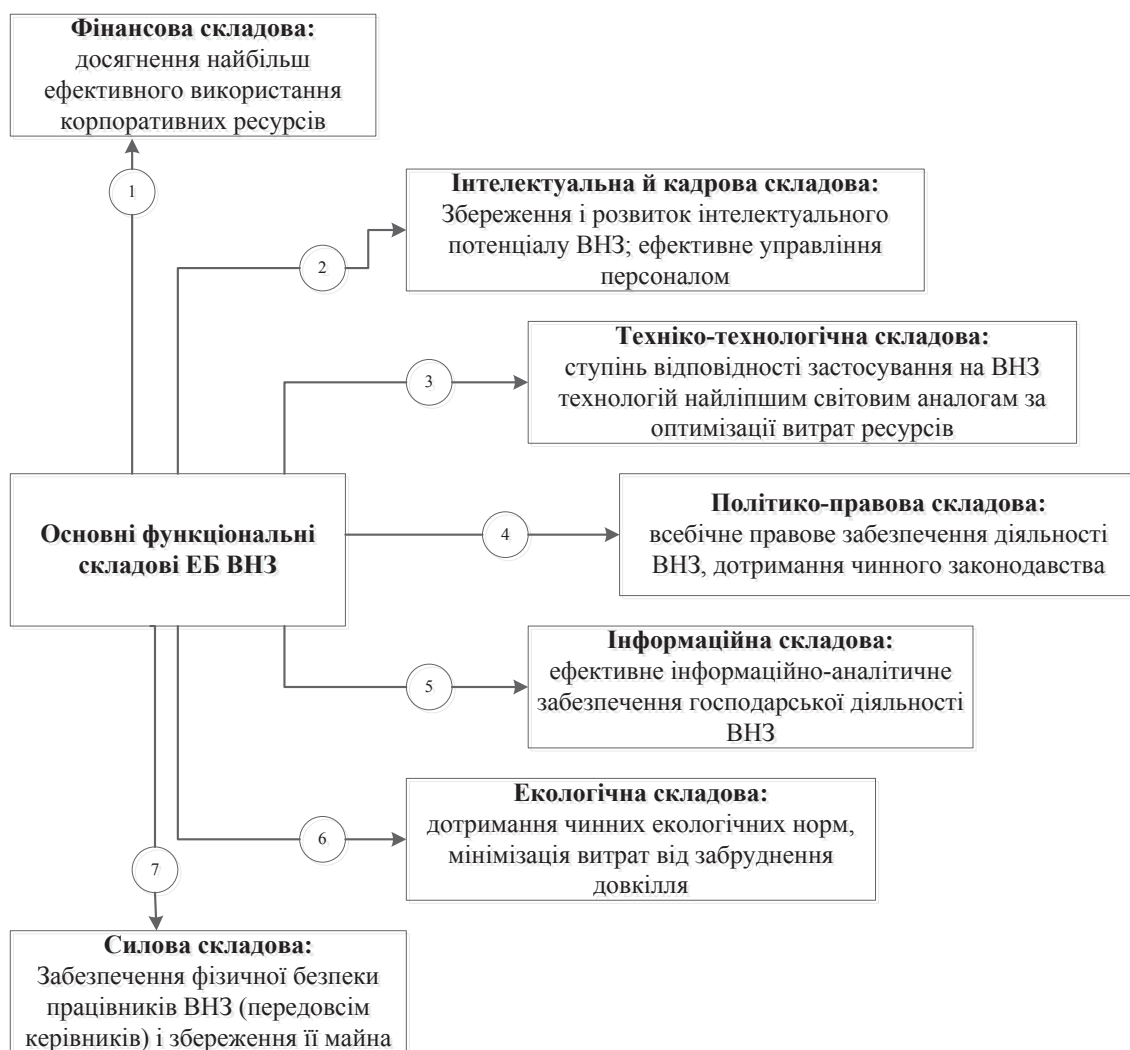 Фінансова складова:
досягнення найбільш
ефективного використання
корпоративних ресурсів
1
Інтелектуальна й кадрова складова:
Збереження і розвиток інтелектуального
потенціалу ВНЗ; ефективне управління
персоналом
2
Техніко-технологічна складова:
ступінь відповідності застосування на ВНЗ
технологій найліпшим світовим аналогам за
оптимізації витрат ресурсів
3
Основні функціональні
складові ЕБ ВНЗ
4
Політико-правова складова:
всебічне правове забезпечення діяльності
ВНЗ, дотримання чинного законодавства
5
Інформаційна складова:
ефективне інформаційно-аналітичне
забезпечення господарської діяльності
ВНЗ
6
Екологічна складова:
дотримання чинних екологічних норм,
мінімізація витрат від забруднення
довкілля
7
Силова складова:
Забезпечення фізичної безпеки
працівників ВНЗ (передовсім
керівників) і збереження її майна